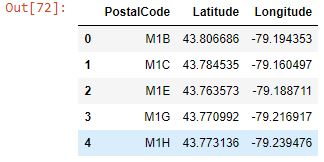 Out[72]:
PostalCode Latitude Longitude
0 M1B 43.806686 -79.194353
1 M1C 43.784535 -79.160497
2 M1E 43.763573 -79.188711
3 M1G 43.770992 -79.216917
4 M1H 43.773136 -79.239476